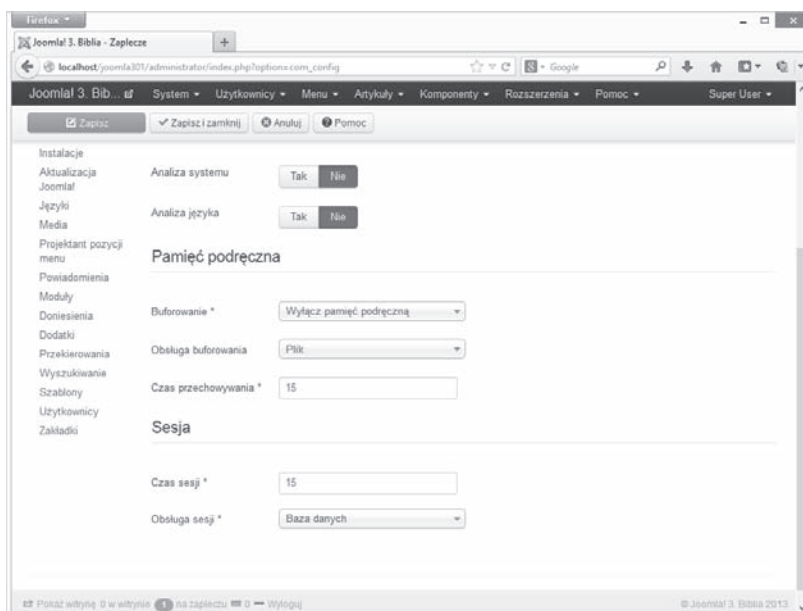 Firefox
Joomla! 3. Biblia - Zaplecze
localhost/joomla301/administrator/index.php?option=com_config
Google
Joomla! 3. Bib... System Użytkownicy Menu Artykuły Komponenty Rozszerzenia Pomoc Super User
Zapisz Zapisz i zamknij Anuluj Pomoc
Instalacje
Aktualizacja
Joomla!
Języki
Media
Projektant pozycji
menu
Powiadomienia
Moduły
Doniesienia
Dodatki
Przekierowania
Wyszukiwanie
Szablony
Użytkownicy
Zakładki
Analiza systemu Tak Nie
Analiza języka Tak Nie
Pamięć podręczna
Buforowanie * Wyłącz pamięć podręczną
Obsługa buforowania Plik
Czas przechowywania * 15
Sesja
Czas sesji * 15
Obsługa sesji * Baza danych
Pokaż witrynę 0 w witrynie 1 na zapleczu 0 Wyloguj
© Joomla! 3. Biblia 2013